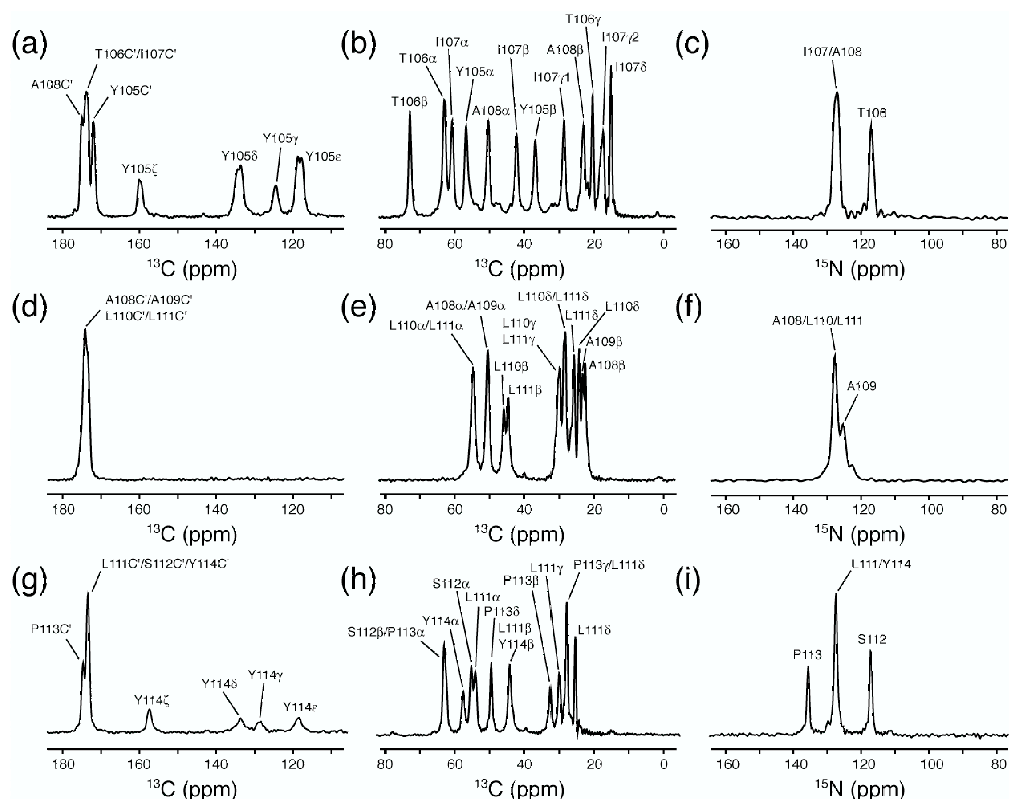 (a)
T106C'/I107C'
A108C'
Y105C'
Y105ζ
Y105δ
Y105γ
Y105ε
180 160 140 120
13C (ppm)
(b)
T106γ
I107α
I107β
A108β
I107γ2
T106α
Y105α
I107γ1
I107δ
T106β
A108α
Y105β
80 60 40 20 0
13C (ppm)
(c)
I107/A108
T106
160 140 120 100 80
15N (ppm)
(d)
A108C'/A109C'
L110C'/L111C'
180 160 140 120
13C (ppm)
(e)
L110δ/L111δ
A108α/A109α
L111δ
L110δ
L110α/L111α
L110γ
L111γ
A109β
L110β
A108β
L111β
80 60 40 20 0
13C (ppm)
(f)
A108/L110/L111
A109
160 140 120 100 80
15N (ppm)
(g)
L111C'/S112C'/Y114C'
P113C'
Y114ζ
Y114δ
Y114γ
Y114ε
180 160 140 120
13C (ppm)
(h)
L111γ
P113γ/L111δ
S112α
P113β
L111α
P113δ
Y114α
L111β
S112β/P113α
Y114β
L111δ
80 60 40 20 0
13C (ppm)
(i)
L111/Y114
S112
P113
160 140 120 100 80
15N (ppm)